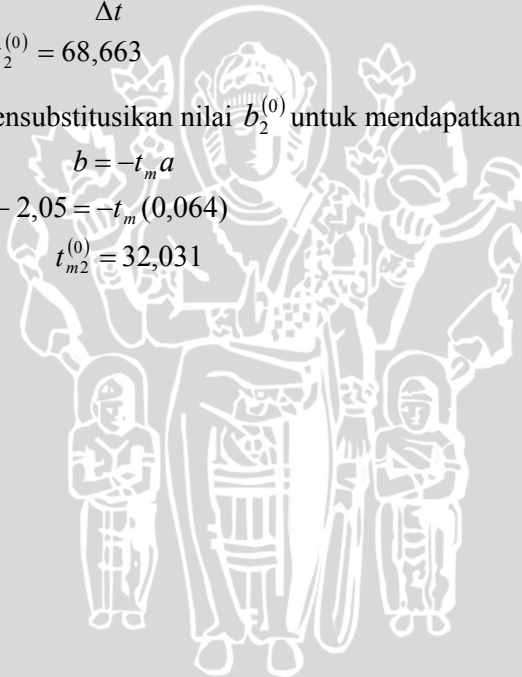 Δt
₂⁽⁰⁾ = 68,663
ensubstitusikan nilai b₂⁽⁰⁾ untuk mendapatkan
b = −tₘa
− 2,05 = −tₘ(0,064)
tₘ₂⁽⁰⁾ = 32,031